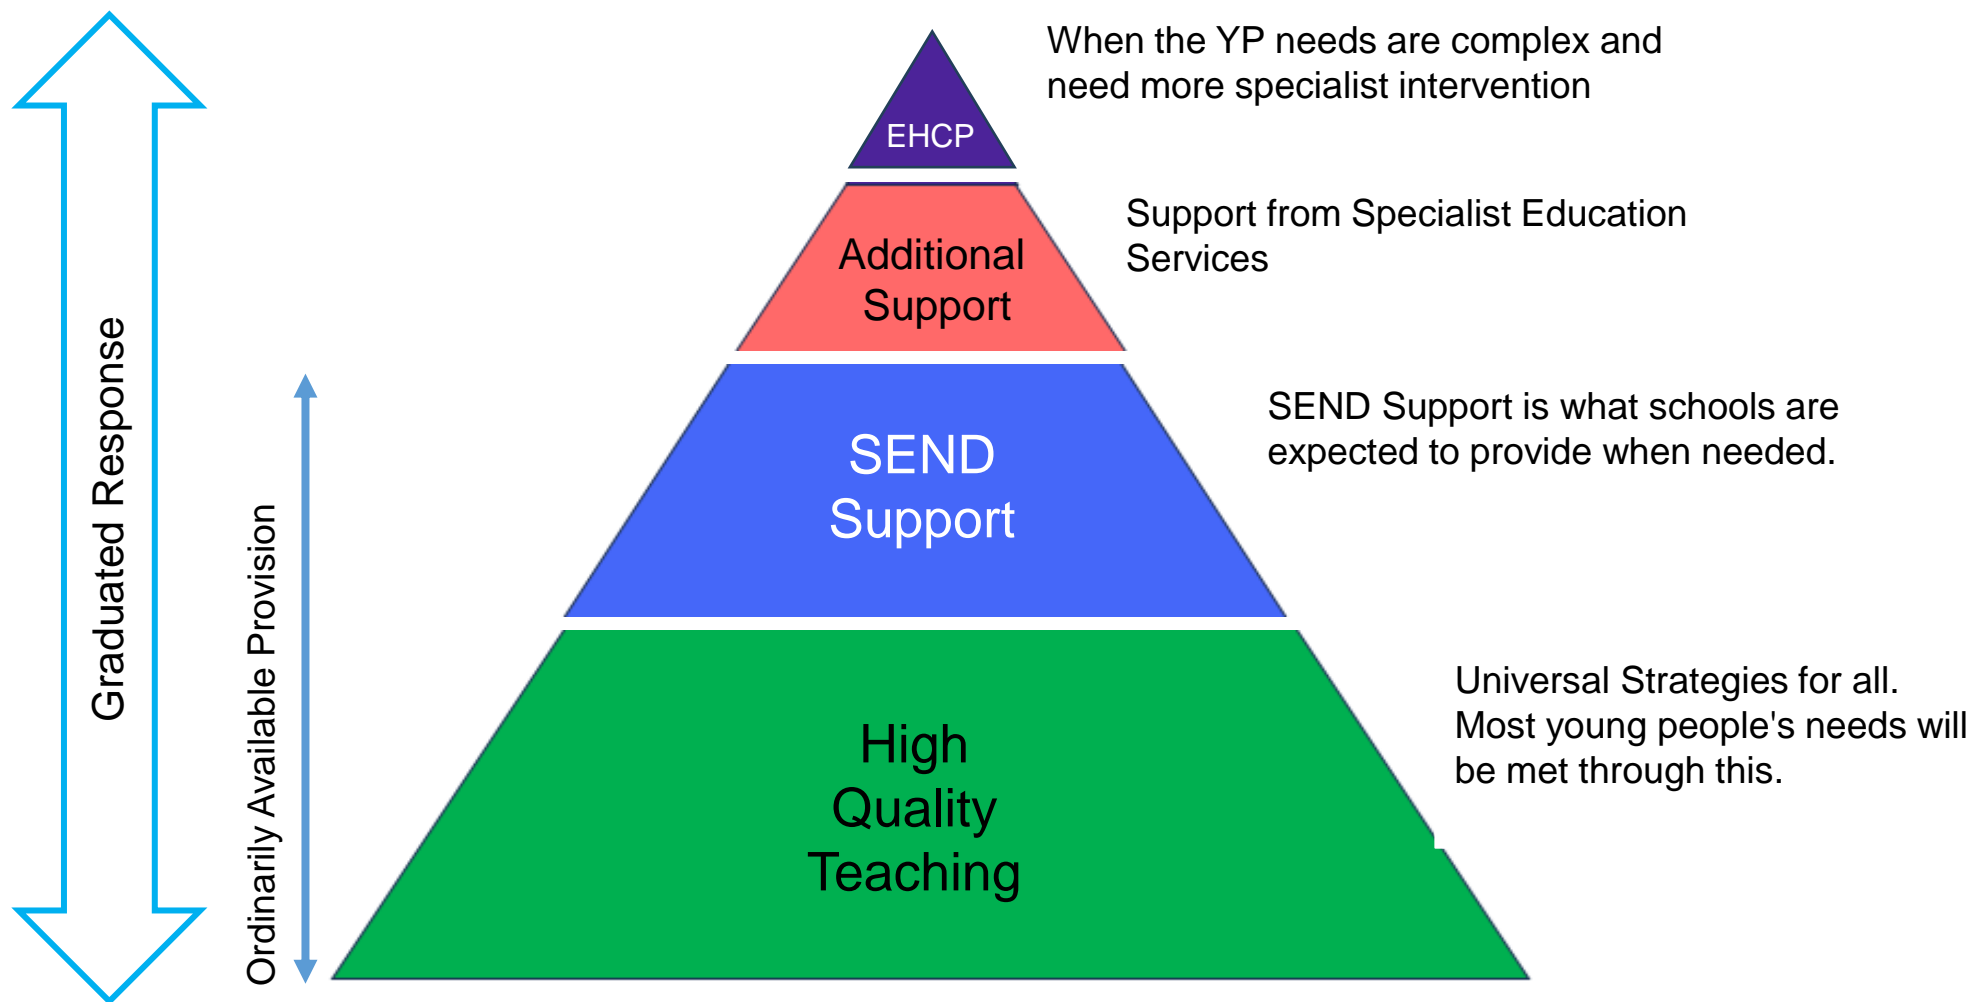 When the YP needs are complex and
need more specialist intervention
EHCP
Support from Specialist Education
Services
Additional
Support
SEND Support is what schools are
expected to provide when needed.
SEND
Support
Graduated Response
Ordinarily Available Provision
Universal Strategies for all.
Most young people's needs will
be met through this.
High
Quality
Teaching